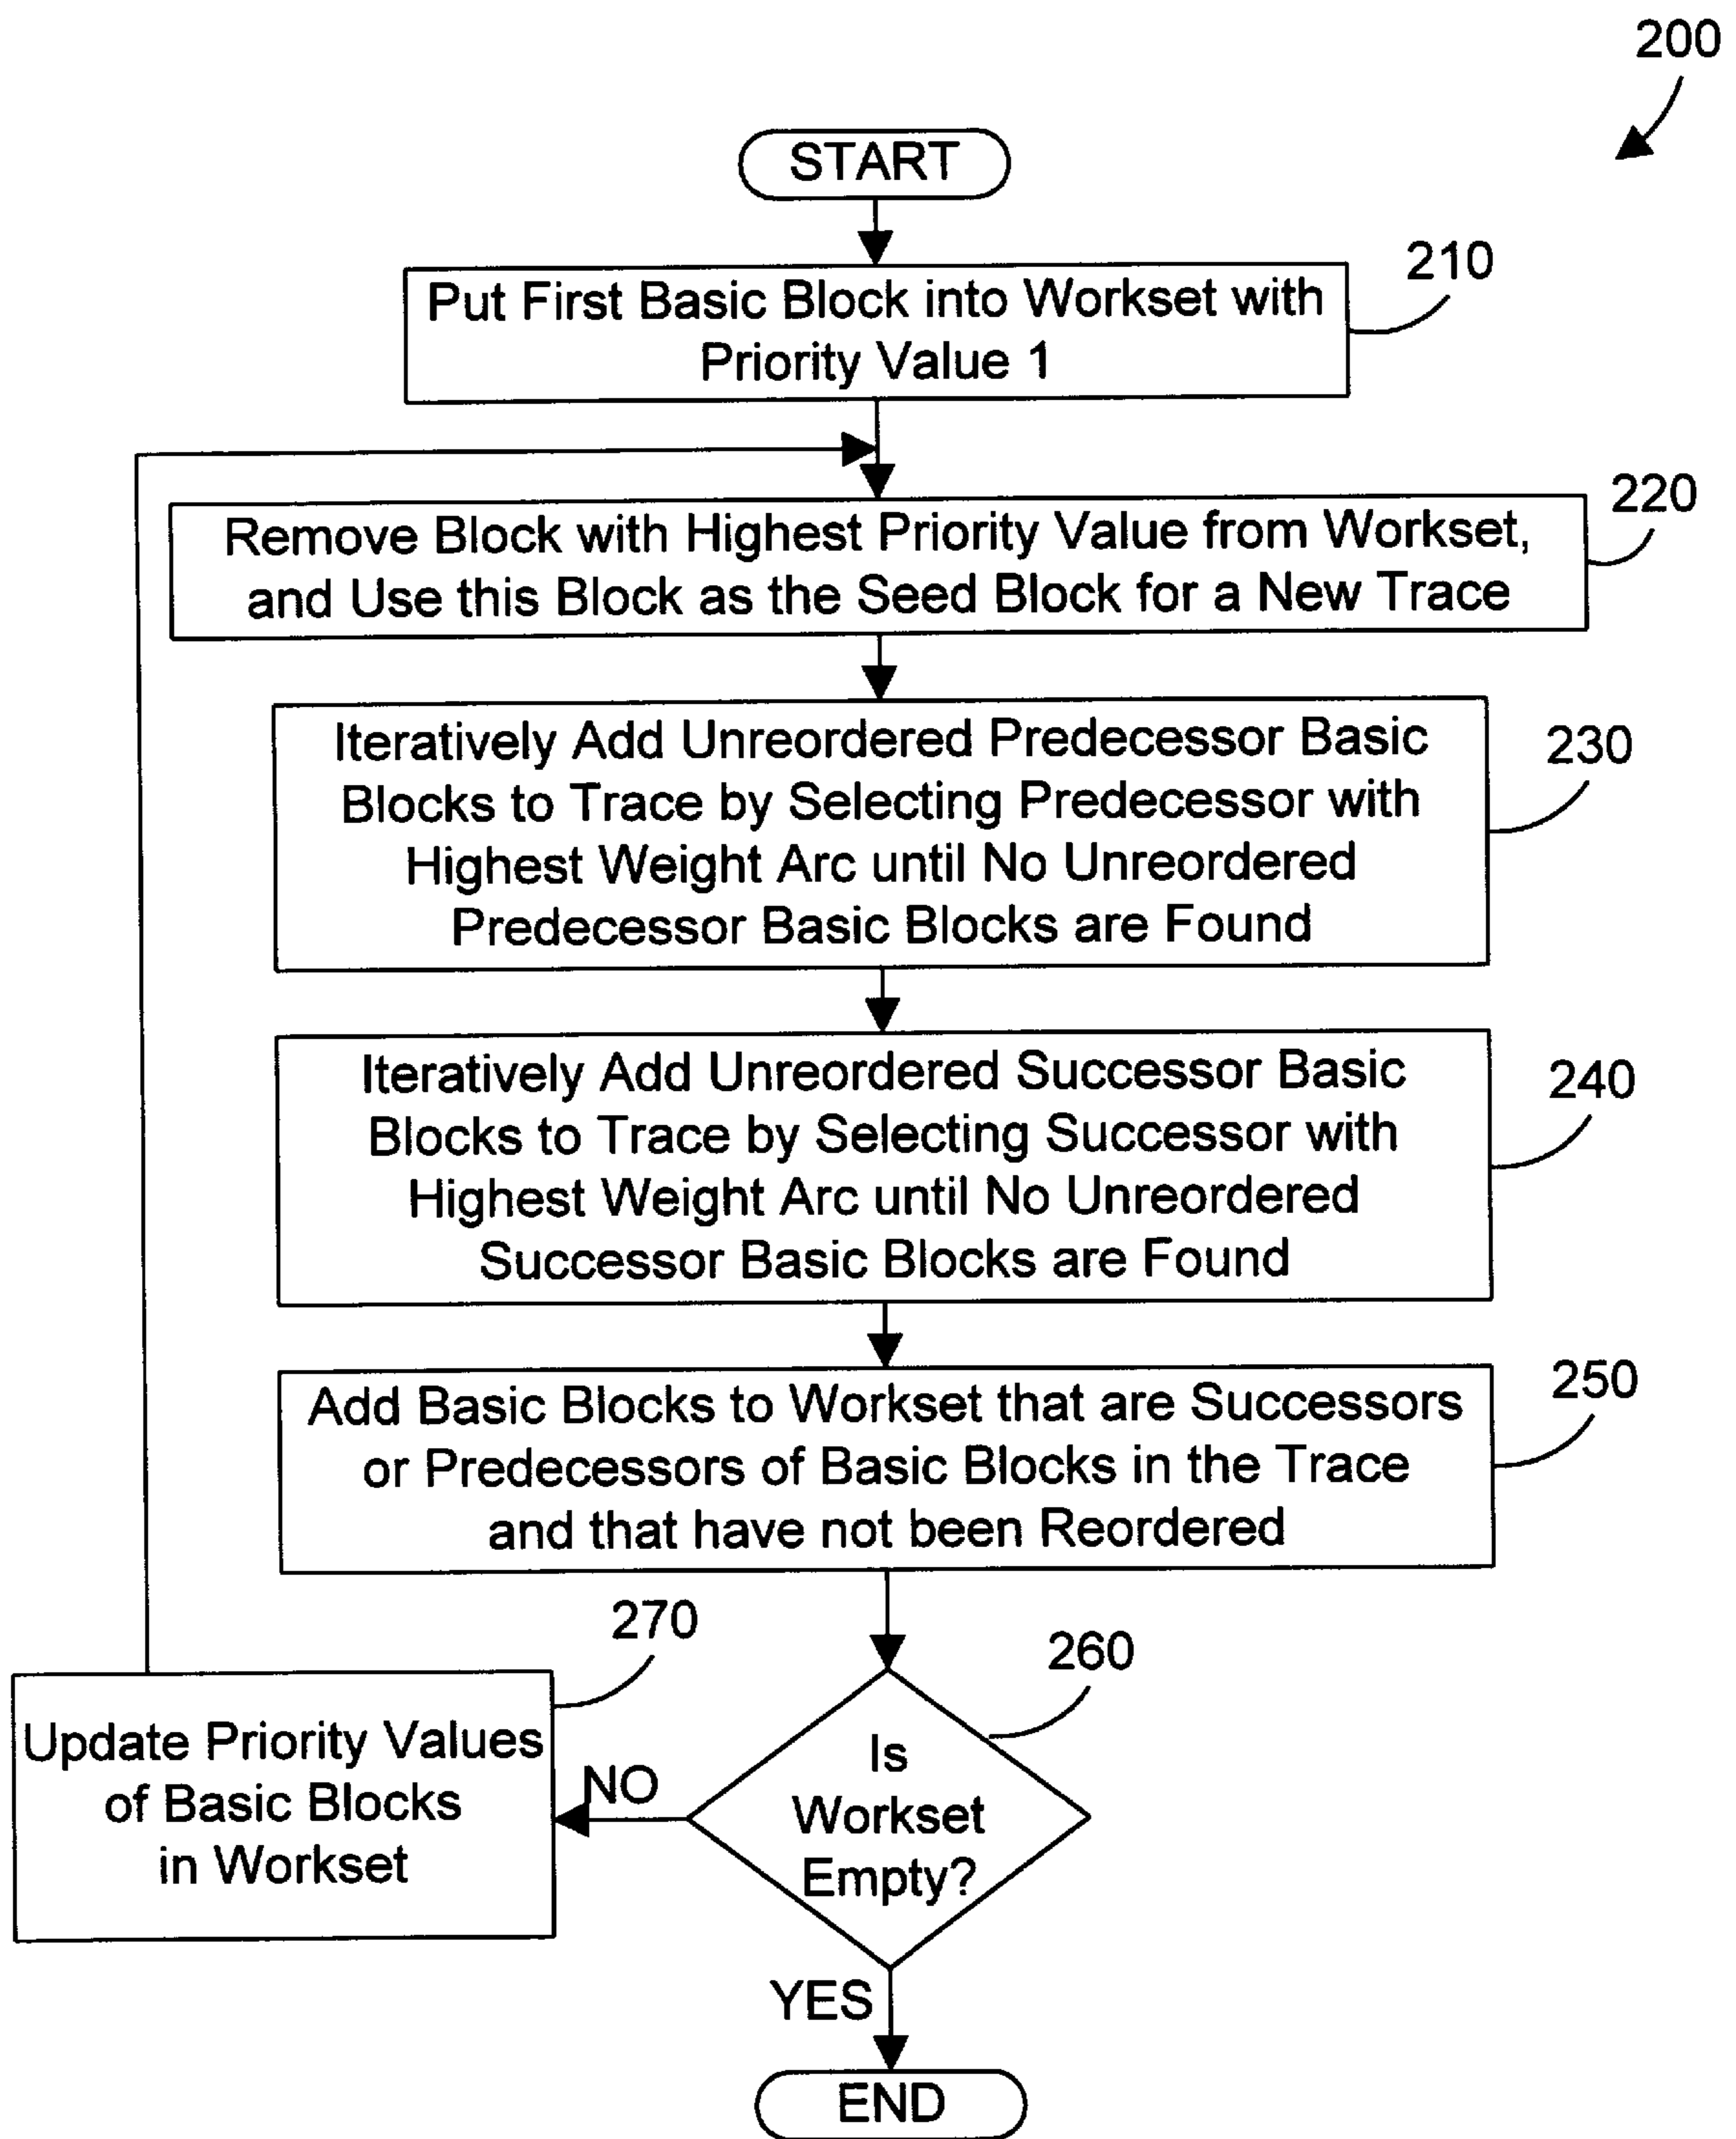 200
START
210
Put First Basic Block into Workset with
Priority Value 1
220
Remove Block with Highest Priority Value from Workset,
and Use this Block as the Seed Block for a New Trace
230
Iteratively Add Unreordered Predecessor Basic
Blocks to Trace by Selecting Predecessor with
Highest Weight Arc until No Unreordered
Predecessor Basic Blocks are Found
240
Iteratively Add Unreordered Successor Basic
Blocks to Trace by Selecting Successor with
Highest Weight Arc until No Unreordered
Successor Basic Blocks are Found
250
Add Basic Blocks to Workset that are Successors
or Predecessors of Basic Blocks in the Trace
and that have not been Reordered
270
260
Update Priority Values
of Basic Blocks
in Workset
NO
Is
Workset
Empty?
YES
END